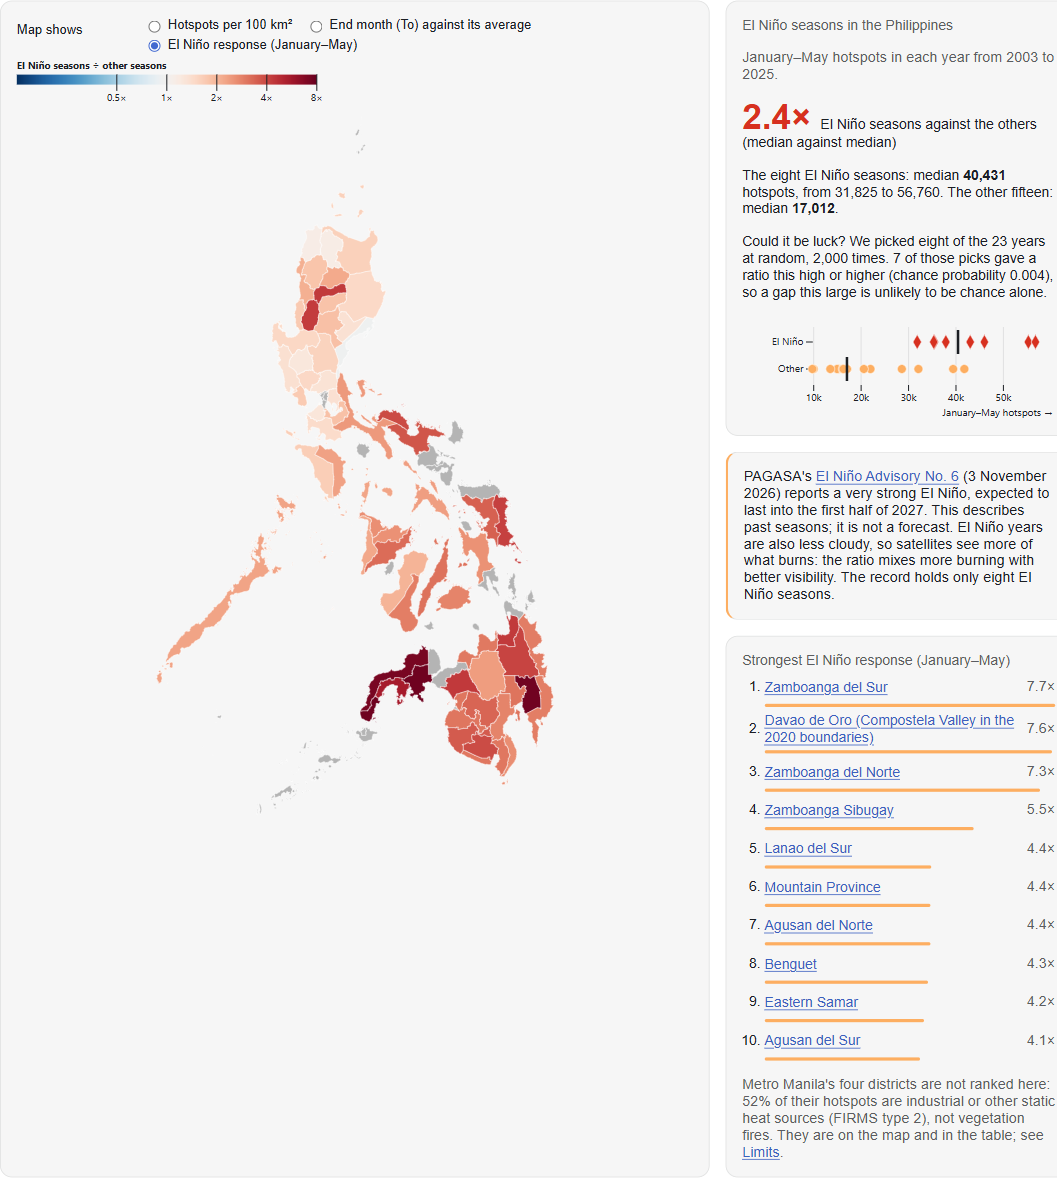 Map shows
Hotspots per 100 km²
End month (To) against its average
El Niño response (January–May)
El Niño seasons ÷ other seasons
0.5× 1× 2× 4× 8×
El Niño seasons in the Philippines
January–May hotspots in each year from 2003 to
2025.
2.4× El Niño seasons against the others
(median against median)
The eight El Niño seasons: median 40,431
hotspots, from 31,825 to 56,760. The other fifteen:
median 17,012.
Could it be luck? We picked eight of the 23 years
at random, 2,000 times. 7 of those picks gave a
ratio this high or higher (chance probability 0.004),
so a gap this large is unlikely to be chance alone.
El Niño
Other
10k 20k 30k 40k 50k
January–May hotspots →
PAGASA's El Niño Advisory No. 6 (3 November
2026) reports a very strong El Niño, expected to
last into the first half of 2027. This describes
past seasons; it is not a forecast. El Niño years
are also less cloudy, so satellites see more of
what burns: the ratio mixes more burning with
better visibility. The record holds only eight El
Niño seasons.
Strongest El Niño response (January–May)
1. Zamboanga del Sur 7.7×
2. Davao de Oro (Compostela Valley in the
2020 boundaries) 7.6×
3. Zamboanga del Norte 7.3×
4. Zamboanga Sibugay 5.5×
5. Lanao del Sur 4.4×
6. Mountain Province 4.4×
7. Agusan del Norte 4.4×
8. Benguet 4.3×
9. Eastern Samar 4.2×
10. Agusan del Sur 4.1×
Metro Manila's four districts are not ranked here:
52% of their hotspots are industrial or other static
heat sources (FIRMS type 2), not vegetation
fires. They are on the map and in the table; see
Limits.